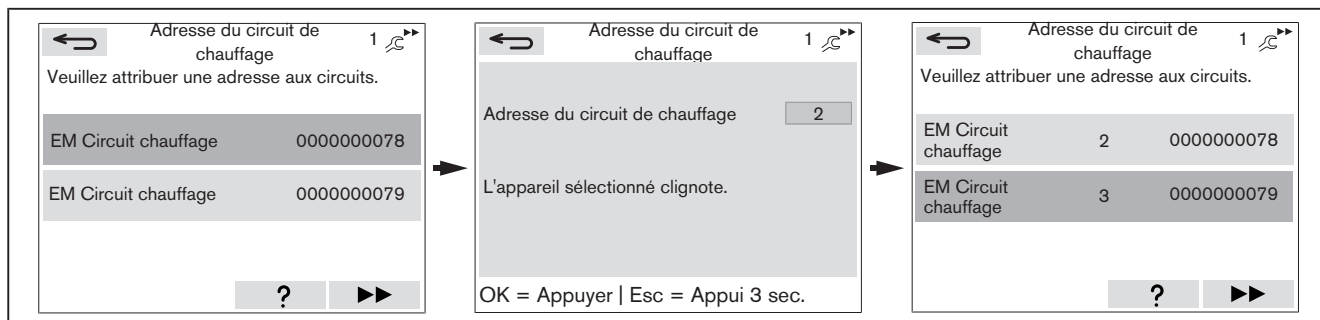 Adresse du circuit de
chauffage
1
Veuillez attribuer une adresse aux circuits.
EM Circuit chauffage 0000000078
EM Circuit chauffage 0000000079
?
Adresse du circuit de
chauffage
1
Adresse du circuit de chauffage 2
L'appareil sélectionné clignote.
OK = Appuyer | Esc = Appui 3 sec.
Adresse du circuit de
chauffage
1
Veuillez attribuer une adresse aux circuits.
EM Circuit
chauffage 2 0000000078
EM Circuit
chauffage 3 0000000079
?